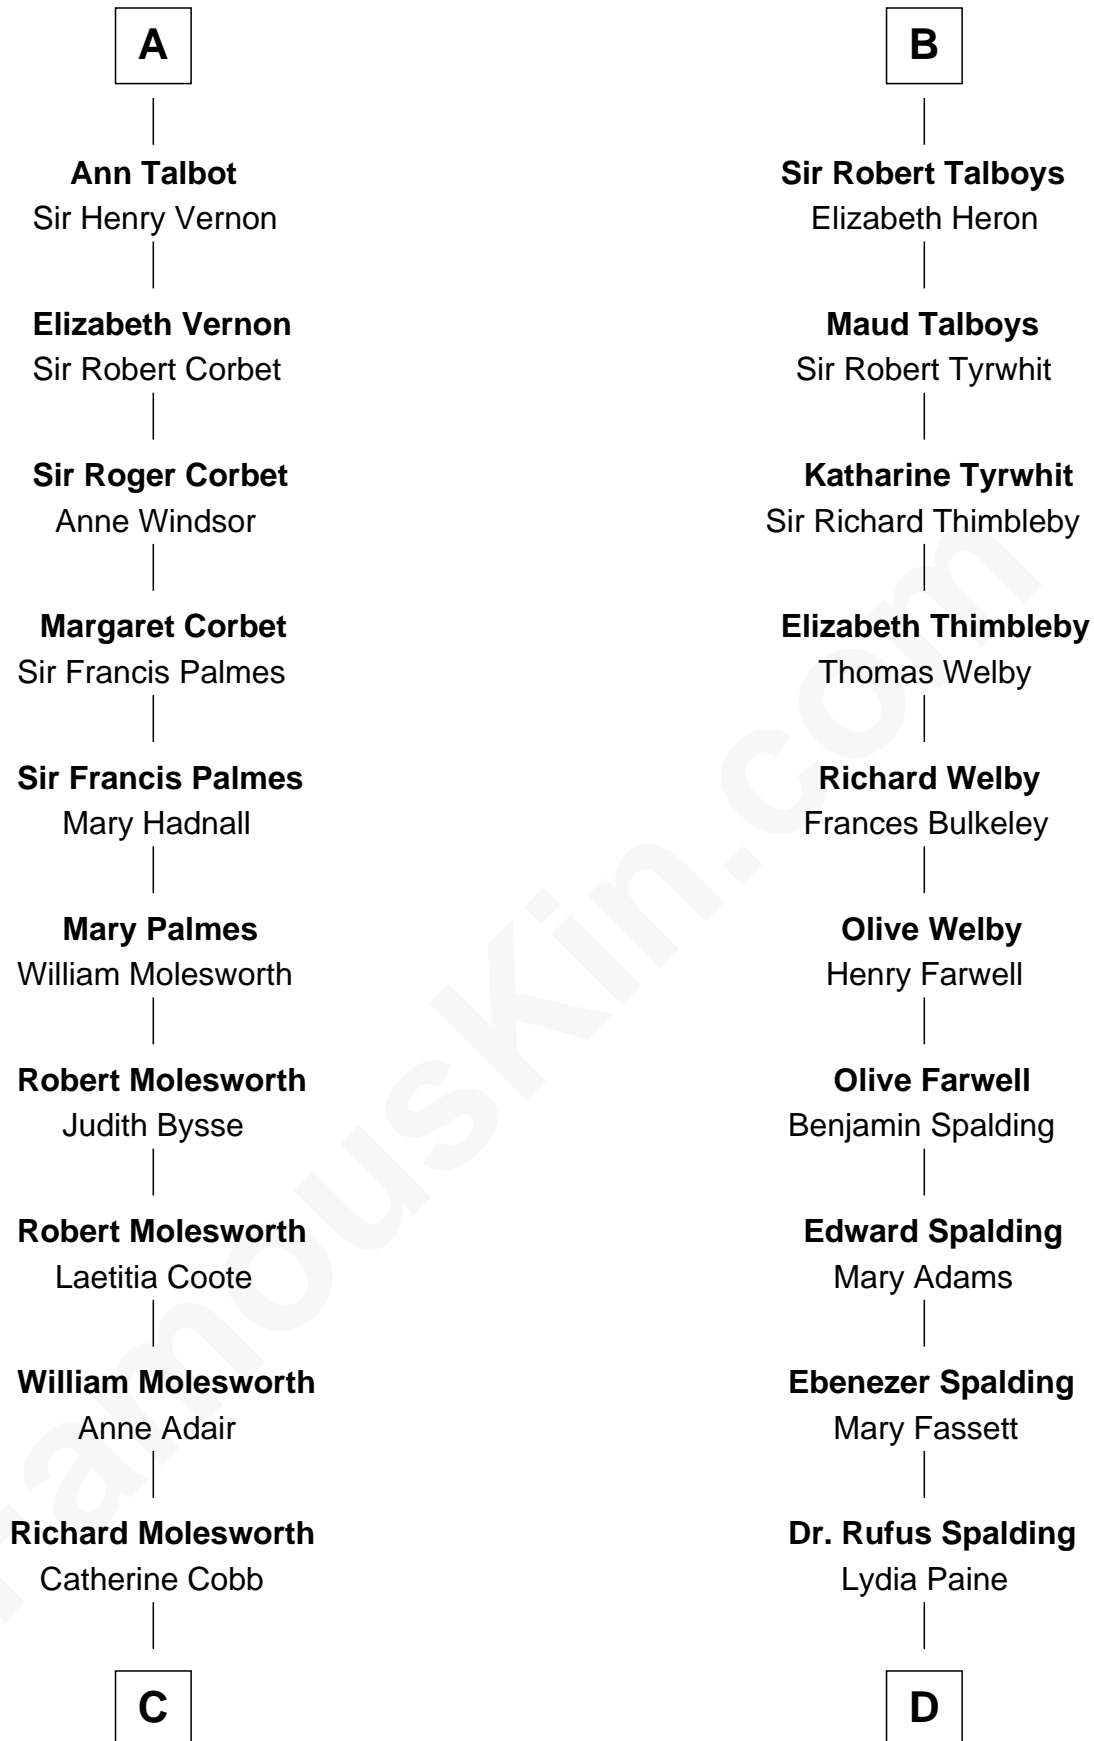 A
Ann Talbot
Sir Henry Vernon
Elizabeth Vernon
Sir Robert Corbet
Sir Roger Corbet
Anne Windsor
Margaret Corbet
Sir Francis Palmes
Sir Francis Palmes
Mary Hadnall
Mary Palmes
William Molesworth
Robert Molesworth
Judith Bysse
Robert Molesworth
Laetitia Coote
William Molesworth
Anne Adair
Richard Molesworth
Catherine Cobb
C
B
Sir Robert Talboys
Elizabeth Heron
Maud Talboys
Sir Robert Tyrwhit
Katharine Tyrwhit
Sir Richard Thimbleby
Elizabeth Thimbleby
Thomas Welby
Richard Welby
Frances Bulkeley
Olive Welby
Henry Farwell
Olive Farwell
Benjamin Spalding
Edward Spalding
Mary Adams
Ebenezer Spalding
Mary Fassett
Dr. Rufus Spalding
Lydia Paine
D
FamousKin.com